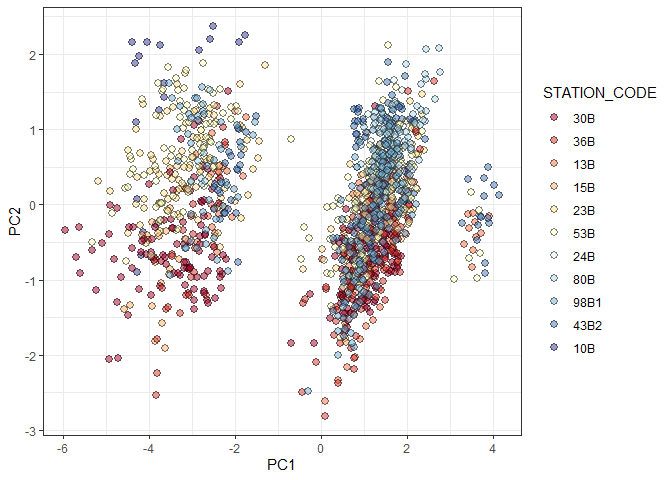 STATION_CODE
30B
36B
13B
15B
23B
53B
24B
80B
98B1
43B2
10B
PC2
2
1
0
-1
-2
-3
-6
-4
-2
0
2
4
PC1